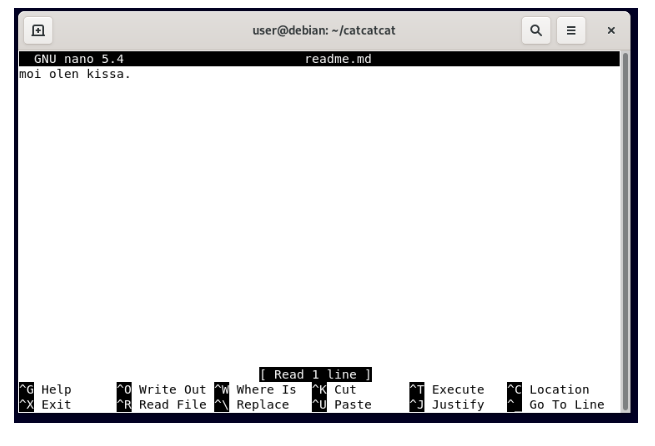 user@debian: ~/catcatcat
GNU nano 5.4 readme.md
moi olen kissa.
[ Read 1 line ]
^G Help ^O Write Out ^W Where Is ^K Cut ^T Execute ^C Location
^X Exit ^R Read File ^\ Replace ^U Paste ^J Justify ^_ Go To Line